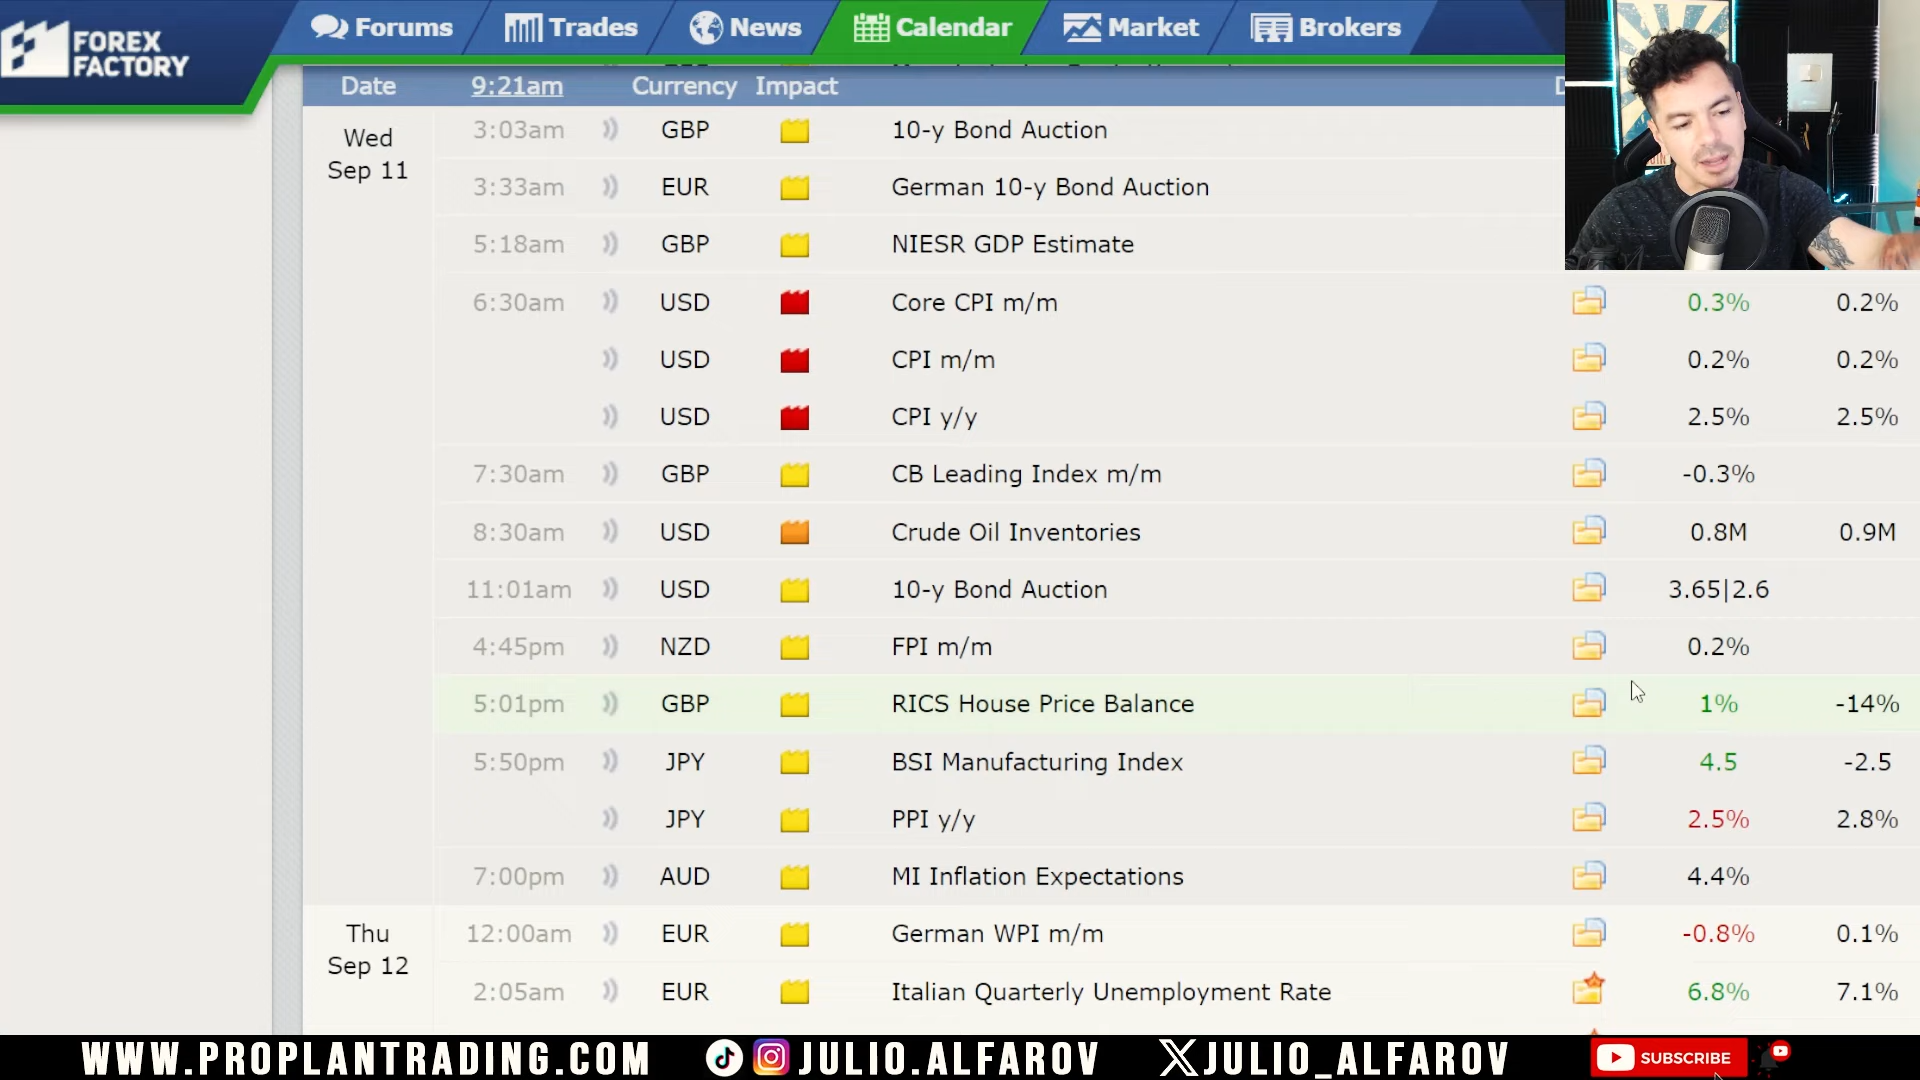 FOREX
FACTORY
Forums
Trades
News
Calendar
Market
Brokers
Date 9:21am Currency Impact
Wed
Sep 11
3:03am GBP 10-y Bond Auction
3:33am EUR German 10-y Bond Auction
5:18am GBP NIESR GDP Estimate
6:30am USD Core CPI m/m 0.3% 0.2%
USD CPI m/m 0.2% 0.2%
USD CPI y/y 2.5% 2.5%
7:30am GBP CB Leading Index m/m -0.3%
8:30am USD Crude Oil Inventories 0.8M 0.9M
11:01am USD 10-y Bond Auction 3.65|2.6
4:45pm NZD FPI m/m 0.2%
5:01pm GBP RICS House Price Balance 1% -14%
5:50pm JPY BSI Manufacturing Index 4.5 -2.5
JPY PPI y/y 2.5% 2.8%
7:00pm AUD MI Inflation Expectations 4.4%
Thu
Sep 12
12:00am EUR German WPI m/m -0.8% 0.1%
2:05am EUR Italian Quarterly Unemployment Rate 6.8% 7.1%
WWW.PROPLANTRADING.COM JULIO.ALFAROV JULIO_ALFAROV SUBSCRIBE